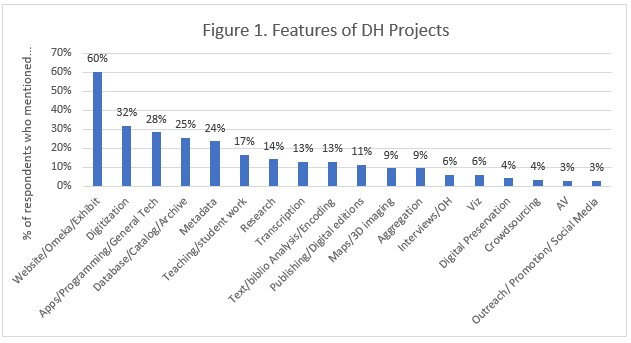 Figure 1. Features of DH Projects
% of respondents who mentioned...
70%
60%
50%
40%
30%
20%
10%
0%
60%
32%
28%
25%
24%
17%
14%
13%
13%
11%
9%
9%
6%
6%
4%
4%
3%
3%
Website/Omeka/Exhibit
Digitization
Apps/Programming/General Tech
Database/Catalog/Archive
Metadata
Teaching/student work
Research
Transcription
Text/biblio Analysis/Encoding
Publishing/Digital editions
Maps/3D imaging
Aggregation
Interviews/OH
Viz
Digital Preservation
Crowdsourcing
AV
Outreach/ Promotion/ Social Media